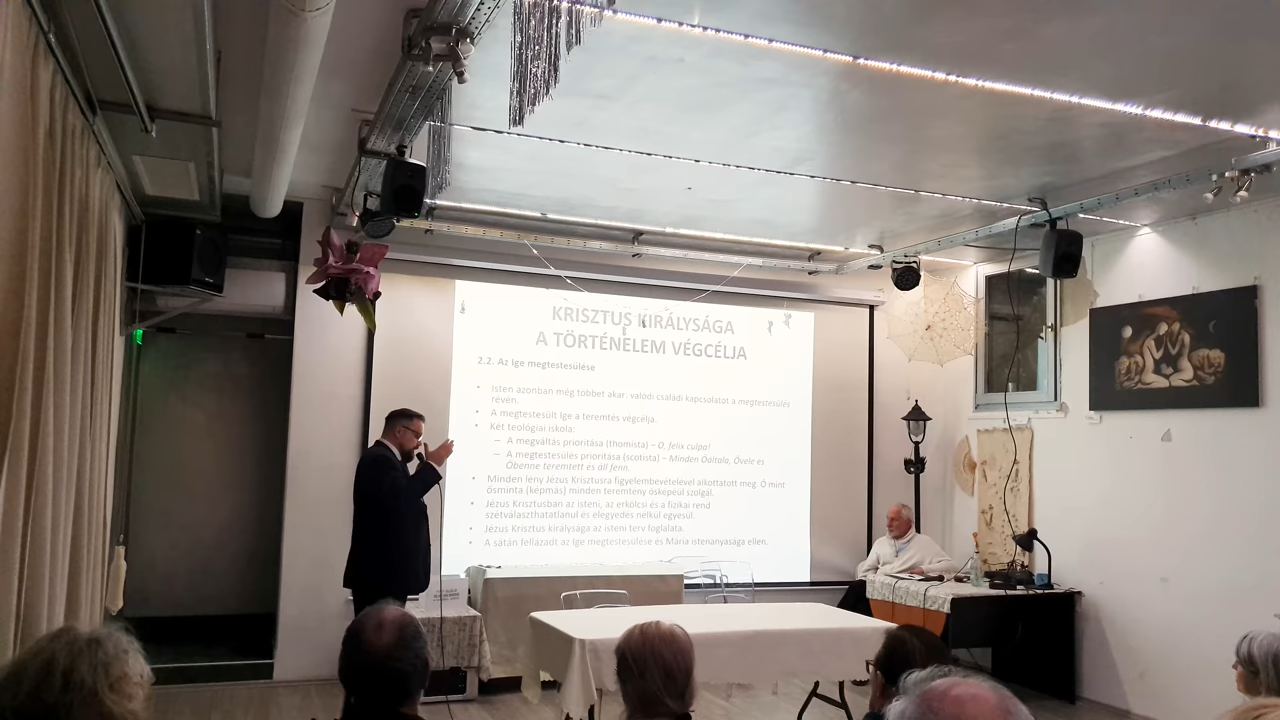 KRISZTUS KIRÁLYSÁGA
A TÖRTÉNELEM VÉGCÉLJA
2.2. Az Ige megtestesülése
• Isten azonban még többet akar: valódi családi kapcsolatot a megtestesülés
révén.
• A megtestesült Ige a teremtés végcélja.
• Két teológiai iskola:
– A megváltás prioritása (thomista) – O, felix culpa!
– A megtestesülés prioritása (scotista) – Minden Őáltala, Ővele és
Őbenne teremtett és áll fenn.
• Minden lény Jézus Krisztusra figyelembevételével alkottatott meg. Ő mint
ősminta (képmás) minden teremtény ősképéül szolgál.
• Jézus Krisztusban az isteni, az erkölcsi és a fizikai rend
szétválaszthatatlanul és elegyedés nélkül egyesül.
• Jézus Krisztus királysága az isteni terv foglalata.
• A sátán fellázadt az Ige megtestesülése és Mária istenanyasága ellen.